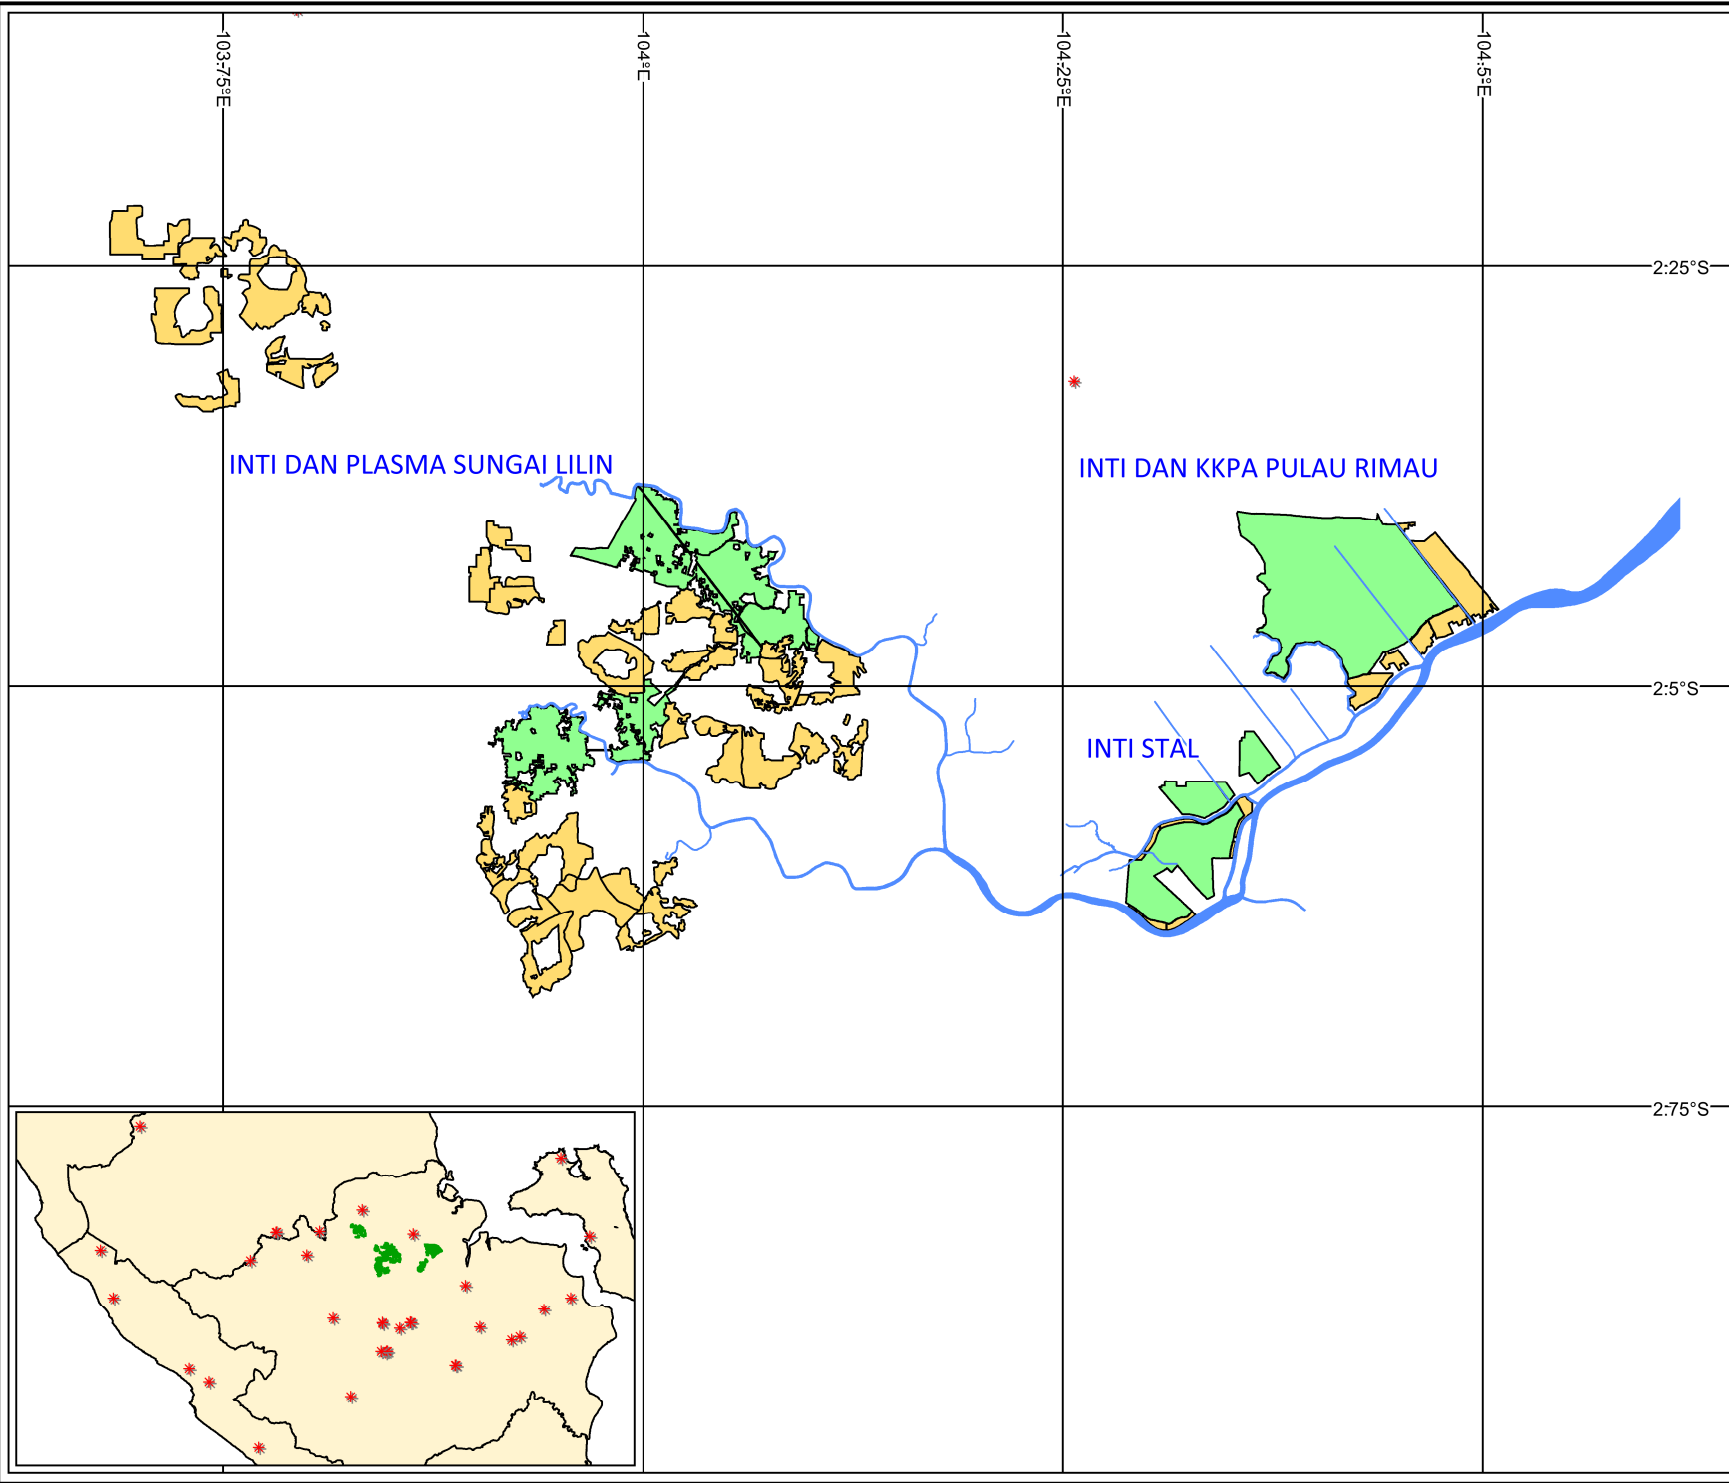 103:75°E
104°E
104:25°E
104:5°E
2:25°S
INTI DAN PLASMA SUNGAI LILIN
INTI DAN KKPA PULAU RIMAU
2:5°S
INTI STAL
2:75°S